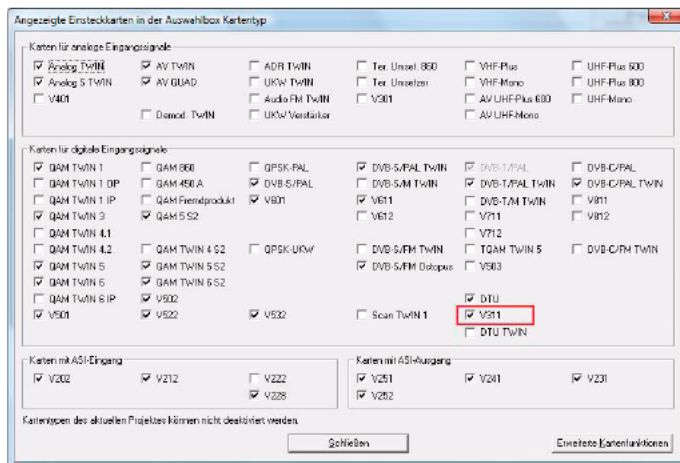 Angezeigte Einsteckkarten in der Auswahlbox Kartentyp
Karten für analoge Eingangssignale
Analog TWIN AV TWIN ADR TWIN Ter. Umset. 860 VHF-Plus UHF-Plus 600
Analog S TWIN AV QUAD UKW TWIN Ter. Umsetzer VHF-Mono UHF-Plus 800
V401 Audio FM TWIN V301 AV UHF-Plus 600 UHF-Mono
Demod. TwIN UKW Verstärker AV UHF-Mono
Karten für digitale Eingangssignale
QAM TWIN 1 QAM 860 QPSK-PAL DVB-S/PAL TWIN DVB-T/PAL DVB-C/PAL
QAM TWIN 1 DP QAM 450 A DVB-S/PAL DVB-S/M TWIN DVB-T/PAL TWIN DVB-C/PAL TWIN
QAM TWIN 1 IP QAM Fremdprodukt V601 V611 DVB-T/M TWIN V811
QAM TWIN 3 QAM 5 S2 V612 V711 V812
QAM TWIN 4.1 V712
QAM TWIN 4.2 QAM TWIN 4 S2 QPSK-UKW DVB-S/FM TWIN TQAM TWIN 5 DVB-C/FM TWIN
QAM TWIN 5 QAM TWIN 5 S2 DVB-S/FM Ostopus V503
QAM TWIN 6 QAM TWIN 6 S2
QAM TWIN 6 IP V502 DTU
V501 V522 V532 Scan TWIN 1 V311
DTU TWIN
Karten mit ASI-Eingang Karten mit ASI-Ausgang
V202 V212 V222 V251 V241 V231
V228 V252
Kartentypen des aktuellen Projektes können nicht deaktiviert werden.
Schließen Erweiterte Kartenfunktionen